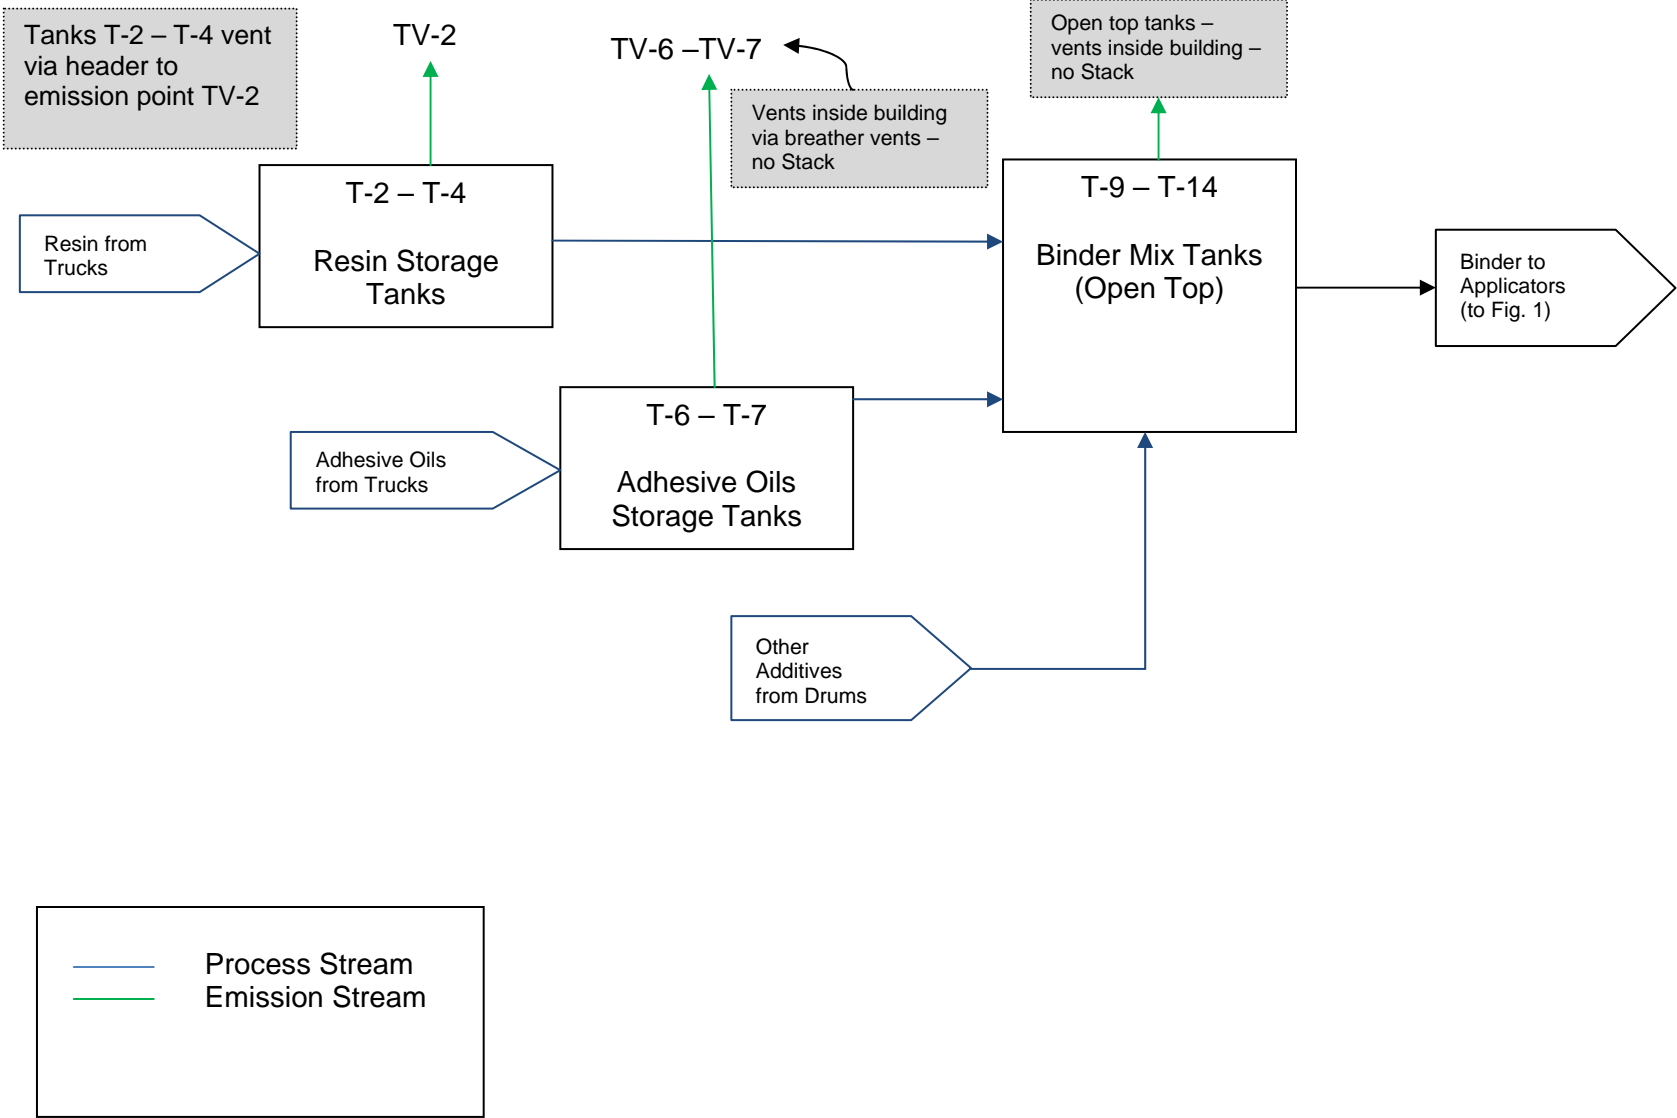 Tanks T-2 – T-4 vent
via header to
emission point TV-2
TV-2
TV-6 –TV-7
Vents inside building
via breather vents –
no Stack
Open top tanks –
vents inside building –
no Stack
Resin from
Trucks
T-2 – T-4
Resin Storage
Tanks
T-9 – T-14
Binder Mix Tanks
(Open Top)
Binder to
Applicators
(to Fig. 1)
Adhesive Oils
from Trucks
T-6 – T-7
Adhesive Oils
Storage Tanks
Other
Additives
from Drums
Process Stream
Emission Stream